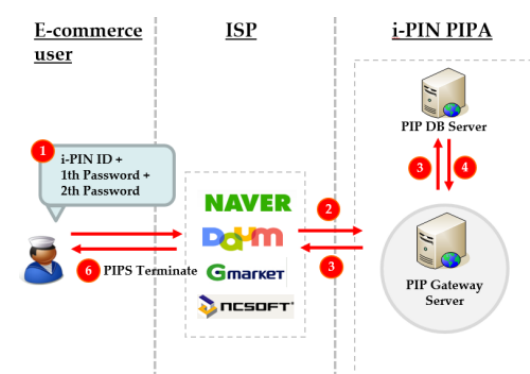 E-commerce
user
ISP
i-PIN PIPA
1
i-PIN ID +
1th Password +
2th Password
PIP DB Server
3
4
NAVER
2
Daum
3
6
PIPS Terminate
Gmarket
NCSOFT
PIP Gateway
Server